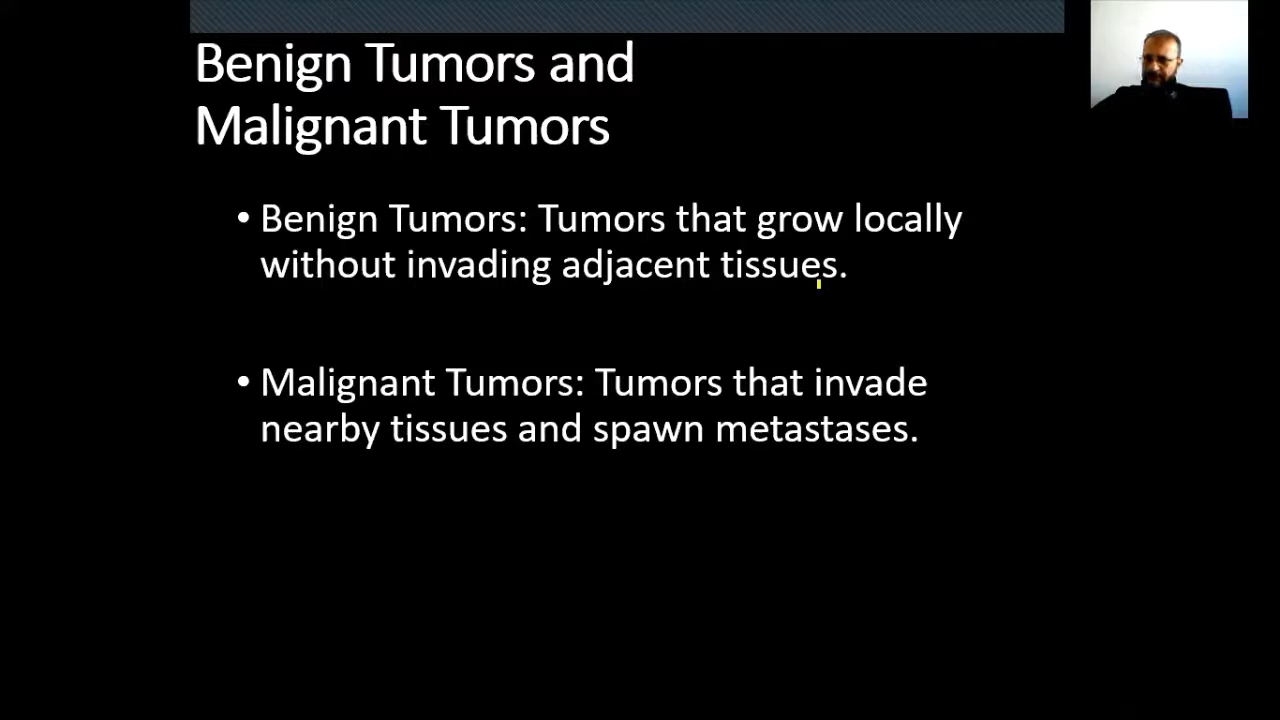 Benign Tumors and
Malignant Tumors
• Benign Tumors: Tumors that grow locally
without invading adjacent tissues.
• Malignant Tumors: Tumors that invade
nearby tissues and spawn metastases.